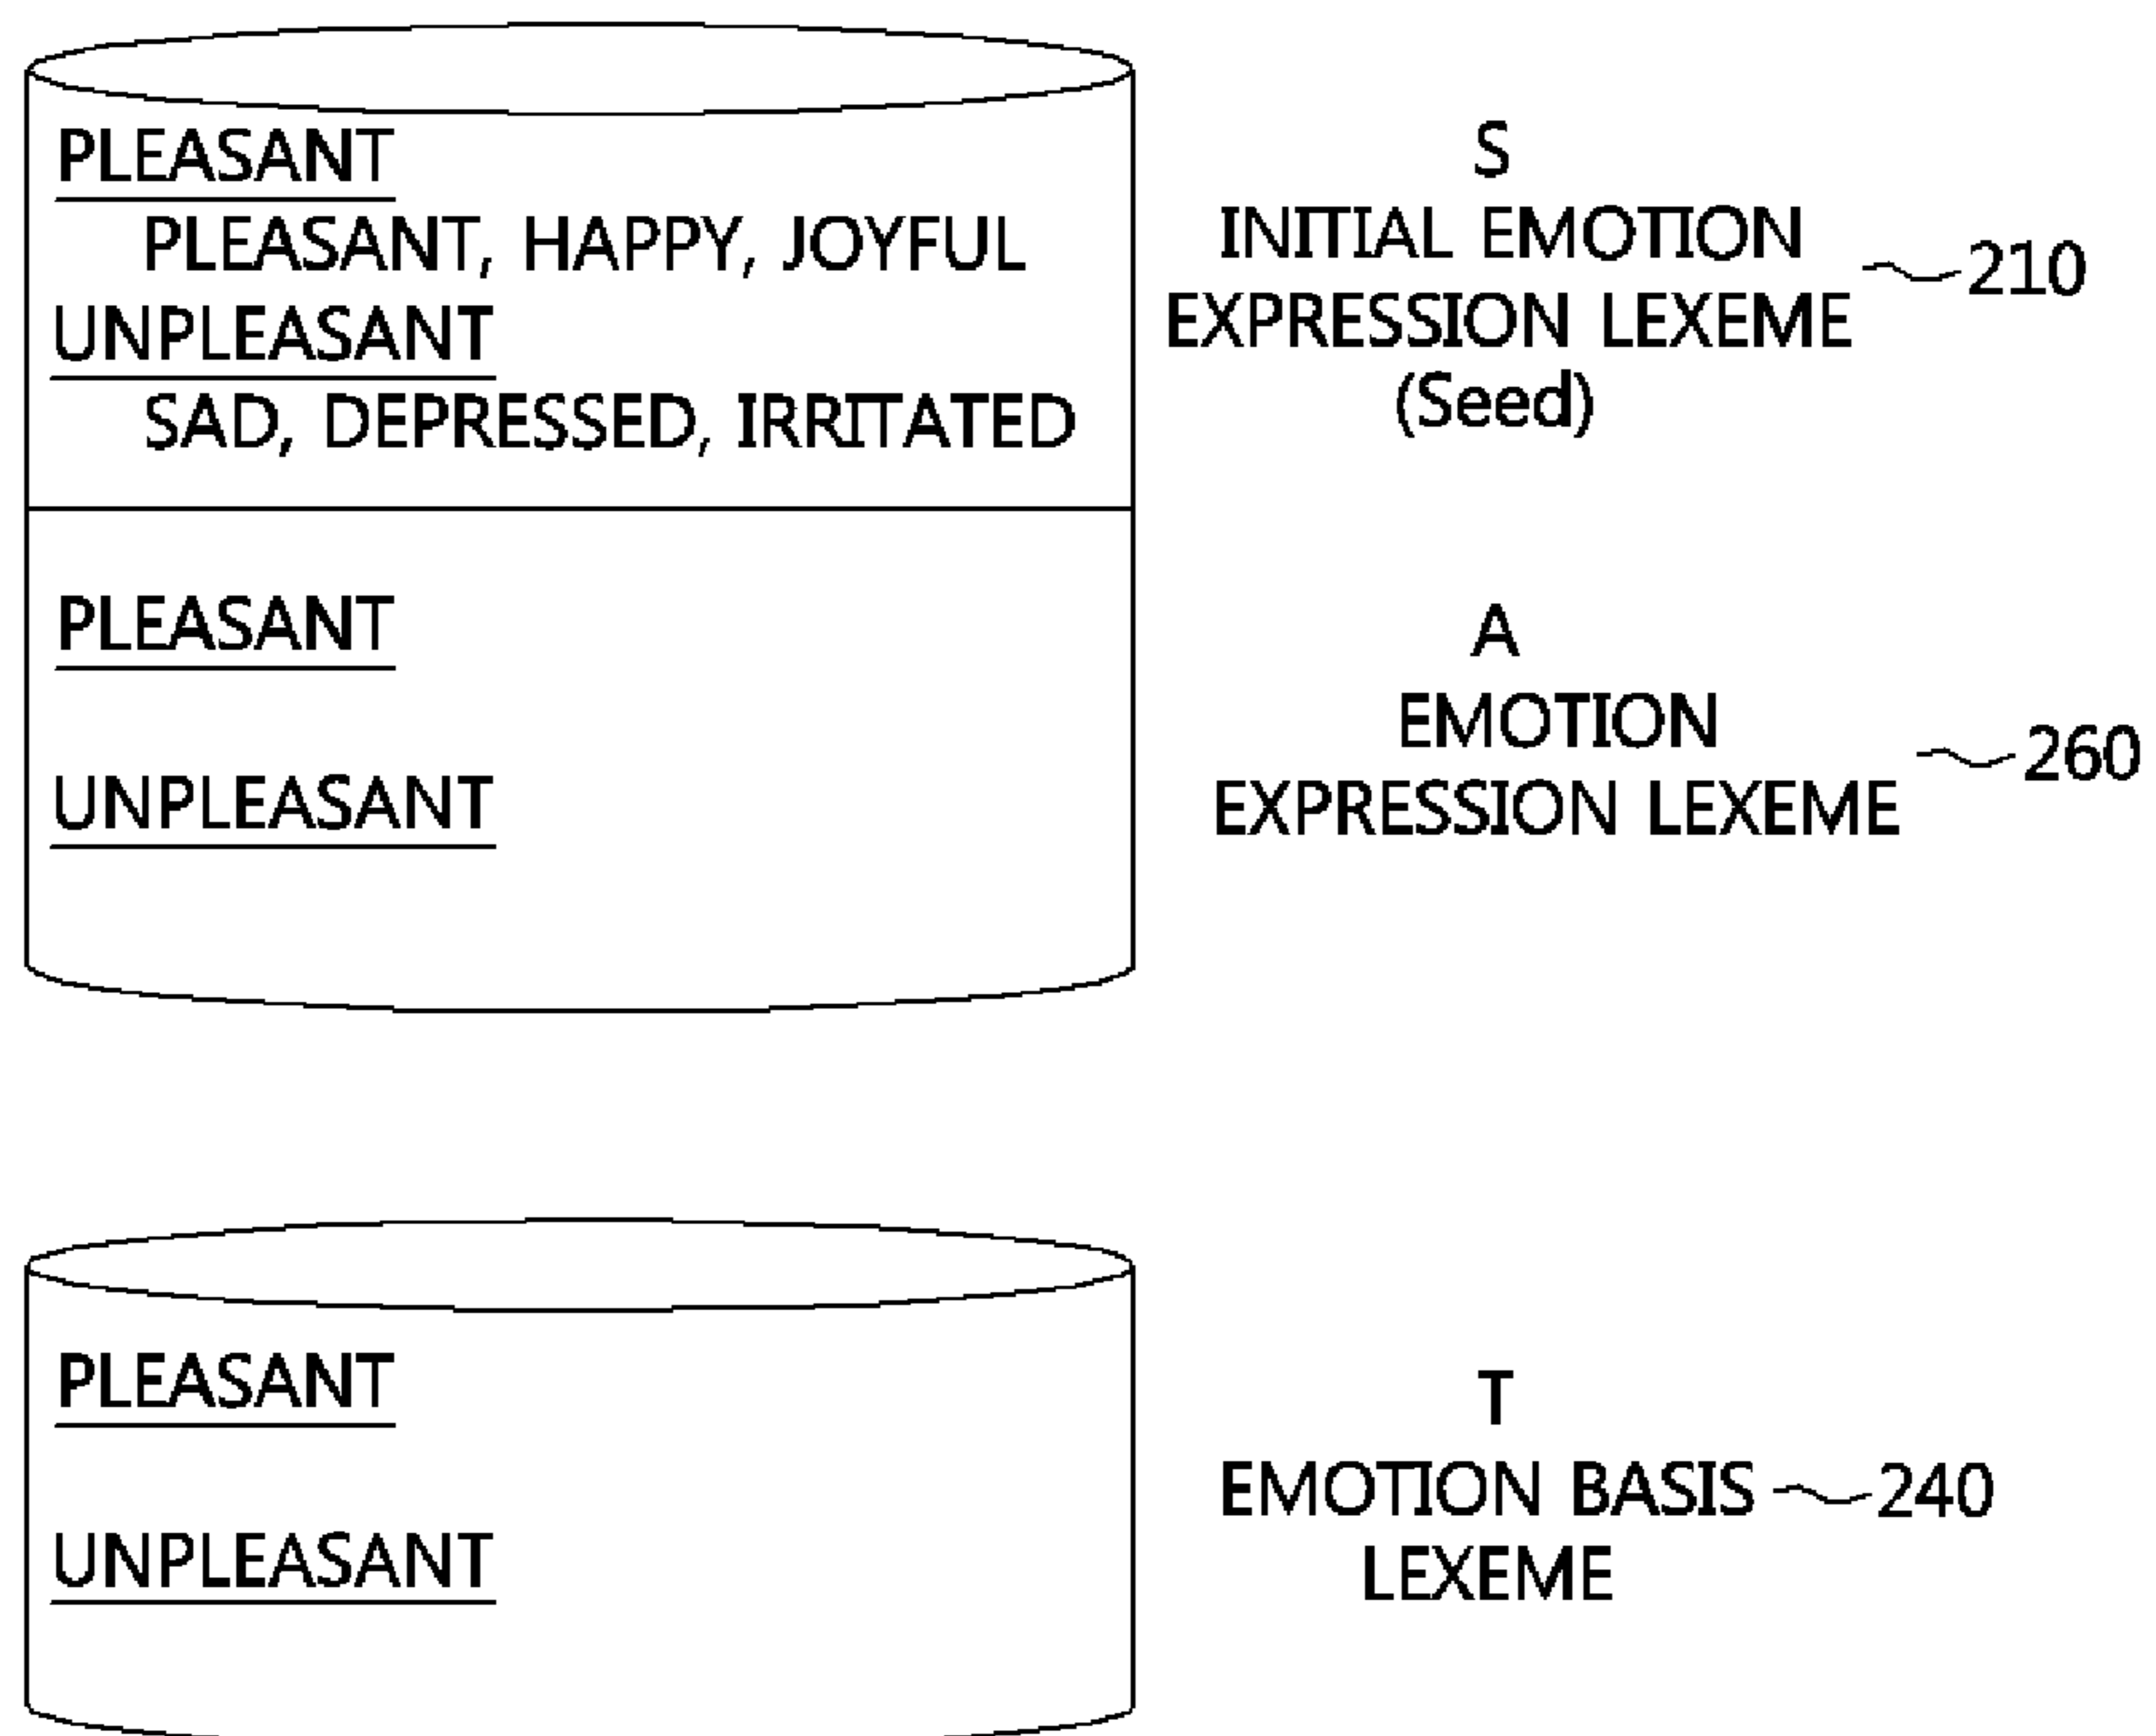 PLEASANT
PLEASANT, HAPPY, JOYFUL
UNPLEASANT
SAD, DEPRESSED, IRRITATED
S
INITIAL EMOTION
EXPRESSION LEXEME
(Seed)
210
PLEASANT
UNPLEASANT
A
EMOTION
EXPRESSION LEXEME
260
PLEASANT
UNPLEASANT
T
EMOTION BASIS
LEXEME
240